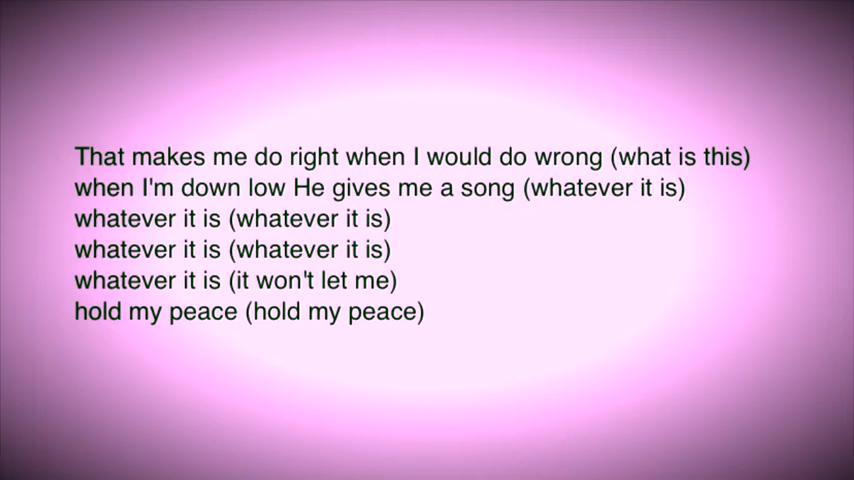 That makes me do right when I would do wrong (what is this)
when I'm down low He gives me a song (whatever it is)
whatever it is (whatever it is)
whatever it is (whatever it is)
whatever it is (it won't let me)
hold my peace (hold my peace)